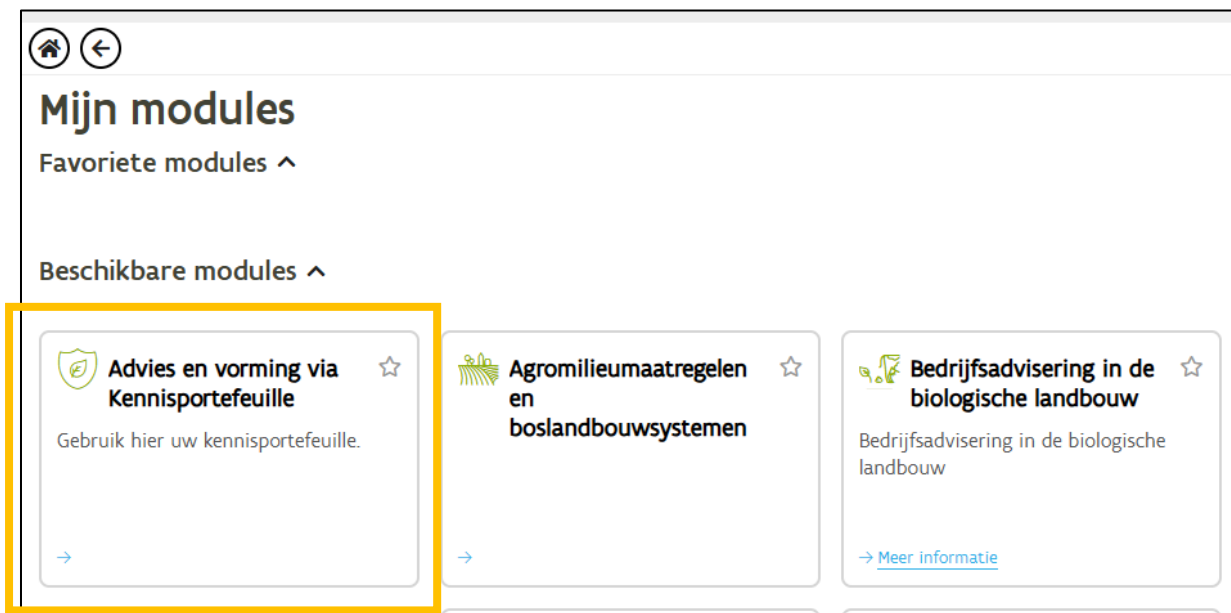 Mijn modules
Favoriete modules
Beschikbare modules
Advies en vorming via
Kennisportefeuille
Gebruik hier uw kennisportefeuille.
Agromilieumaatregelen
en
boslandbouwsystemen
Bedrijfsadvisering in de
biologische landbouw
Bedrijfsadvisering in de biologische
landbouw
Meer informatie